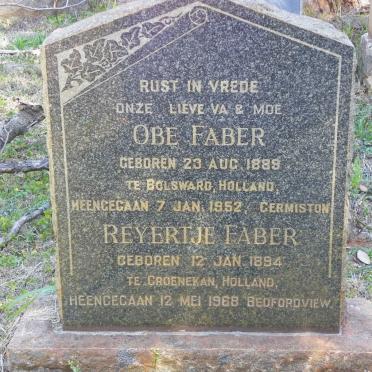 RUST IN VREDE
ONZE LIEVE VA & MOE
OBE FABER
GEBOREN 23 AUG 1889
TE BOLSWARD, HOLLAND,
HEENGEGAAN 7 JAN. 1952, GERMISTON
REYERTJE FABER
GEBOREN 12 JAN 1894
TE GROENEKAN, HOLLAND,
HEENGEGAAN 12 MEI 1968 BEDFORDVIEW.